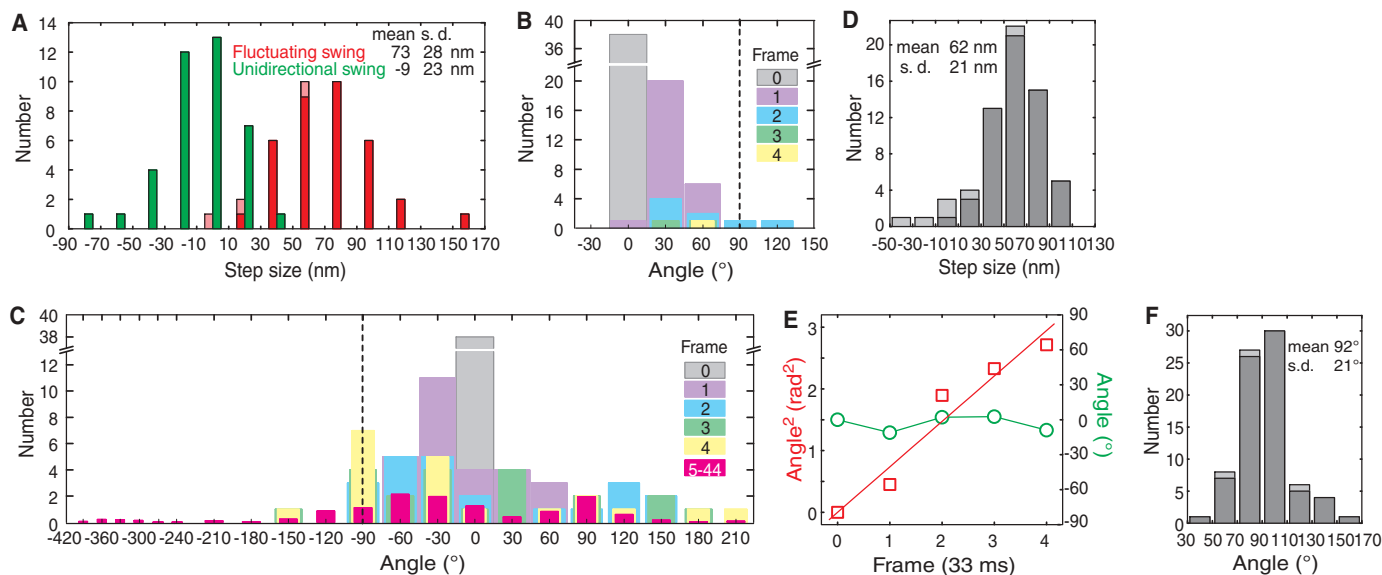 A
14
12
10
8
6
4
2
0
Number
mean s. d.
Fluctuating swing 73 28 nm
Unidirectional swing -9 23 nm
-90 -70 -50 -30 -10 10 30 50 70 90 110 130 150 170
Step size (nm)
B
40
36
20
16
12
8
4
0
Number
Frame
0
1
2
3
4
-30 0 30 60 90 120 150
Angle (°)
D
20
15
10
5
0
Number
mean 62 nm
s. d. 21 nm
-50 -30 -10 10 30 50 70 90 110 130
Step size (nm)
C
40
38
12
10
8
6
4
2
0
Number
Frame
0
1
2
3
4
5-44
-420 -360 -300 -240 -210 -180 -150 -120 -90 -60 -30 0 30 60 90 120 150 180 210
Angle (°)
E
3
2
1
0
Angle² (rad²)
90
60
30
0
-30
-60
-90
Angle (°)
0 1 2 3 4
Frame (33 ms)
F
30
25
20
15
10
5
0
Number
mean 92°
s.d. 21°
30 50 70 90 110 130 150 170
Angle (°)